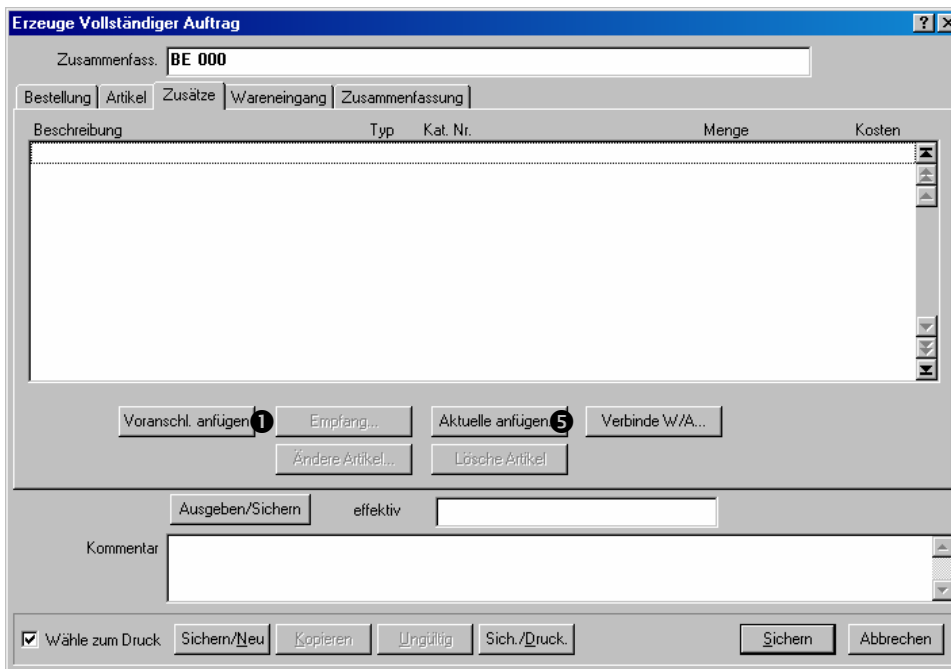 Erzeuge Vollständiger Auftrag
Zusammenfass. BE 000
Bestellung Artikel Zusätze Wareneingang Zusammenfassung
Beschreibung Typ Kat. Nr. Menge Kosten
Voranschl. anfügen 1 Empfang... Aktuelle anfügen. 5 Verbinde W/A...
Ändere Artikel... Lösche Artikel
Ausgeben/Sichern effektiv
Kommentar
Wähle zum Druck Sichern/Neu Kopieren Ungültig Sich./Druck. Sichern Abbrechen